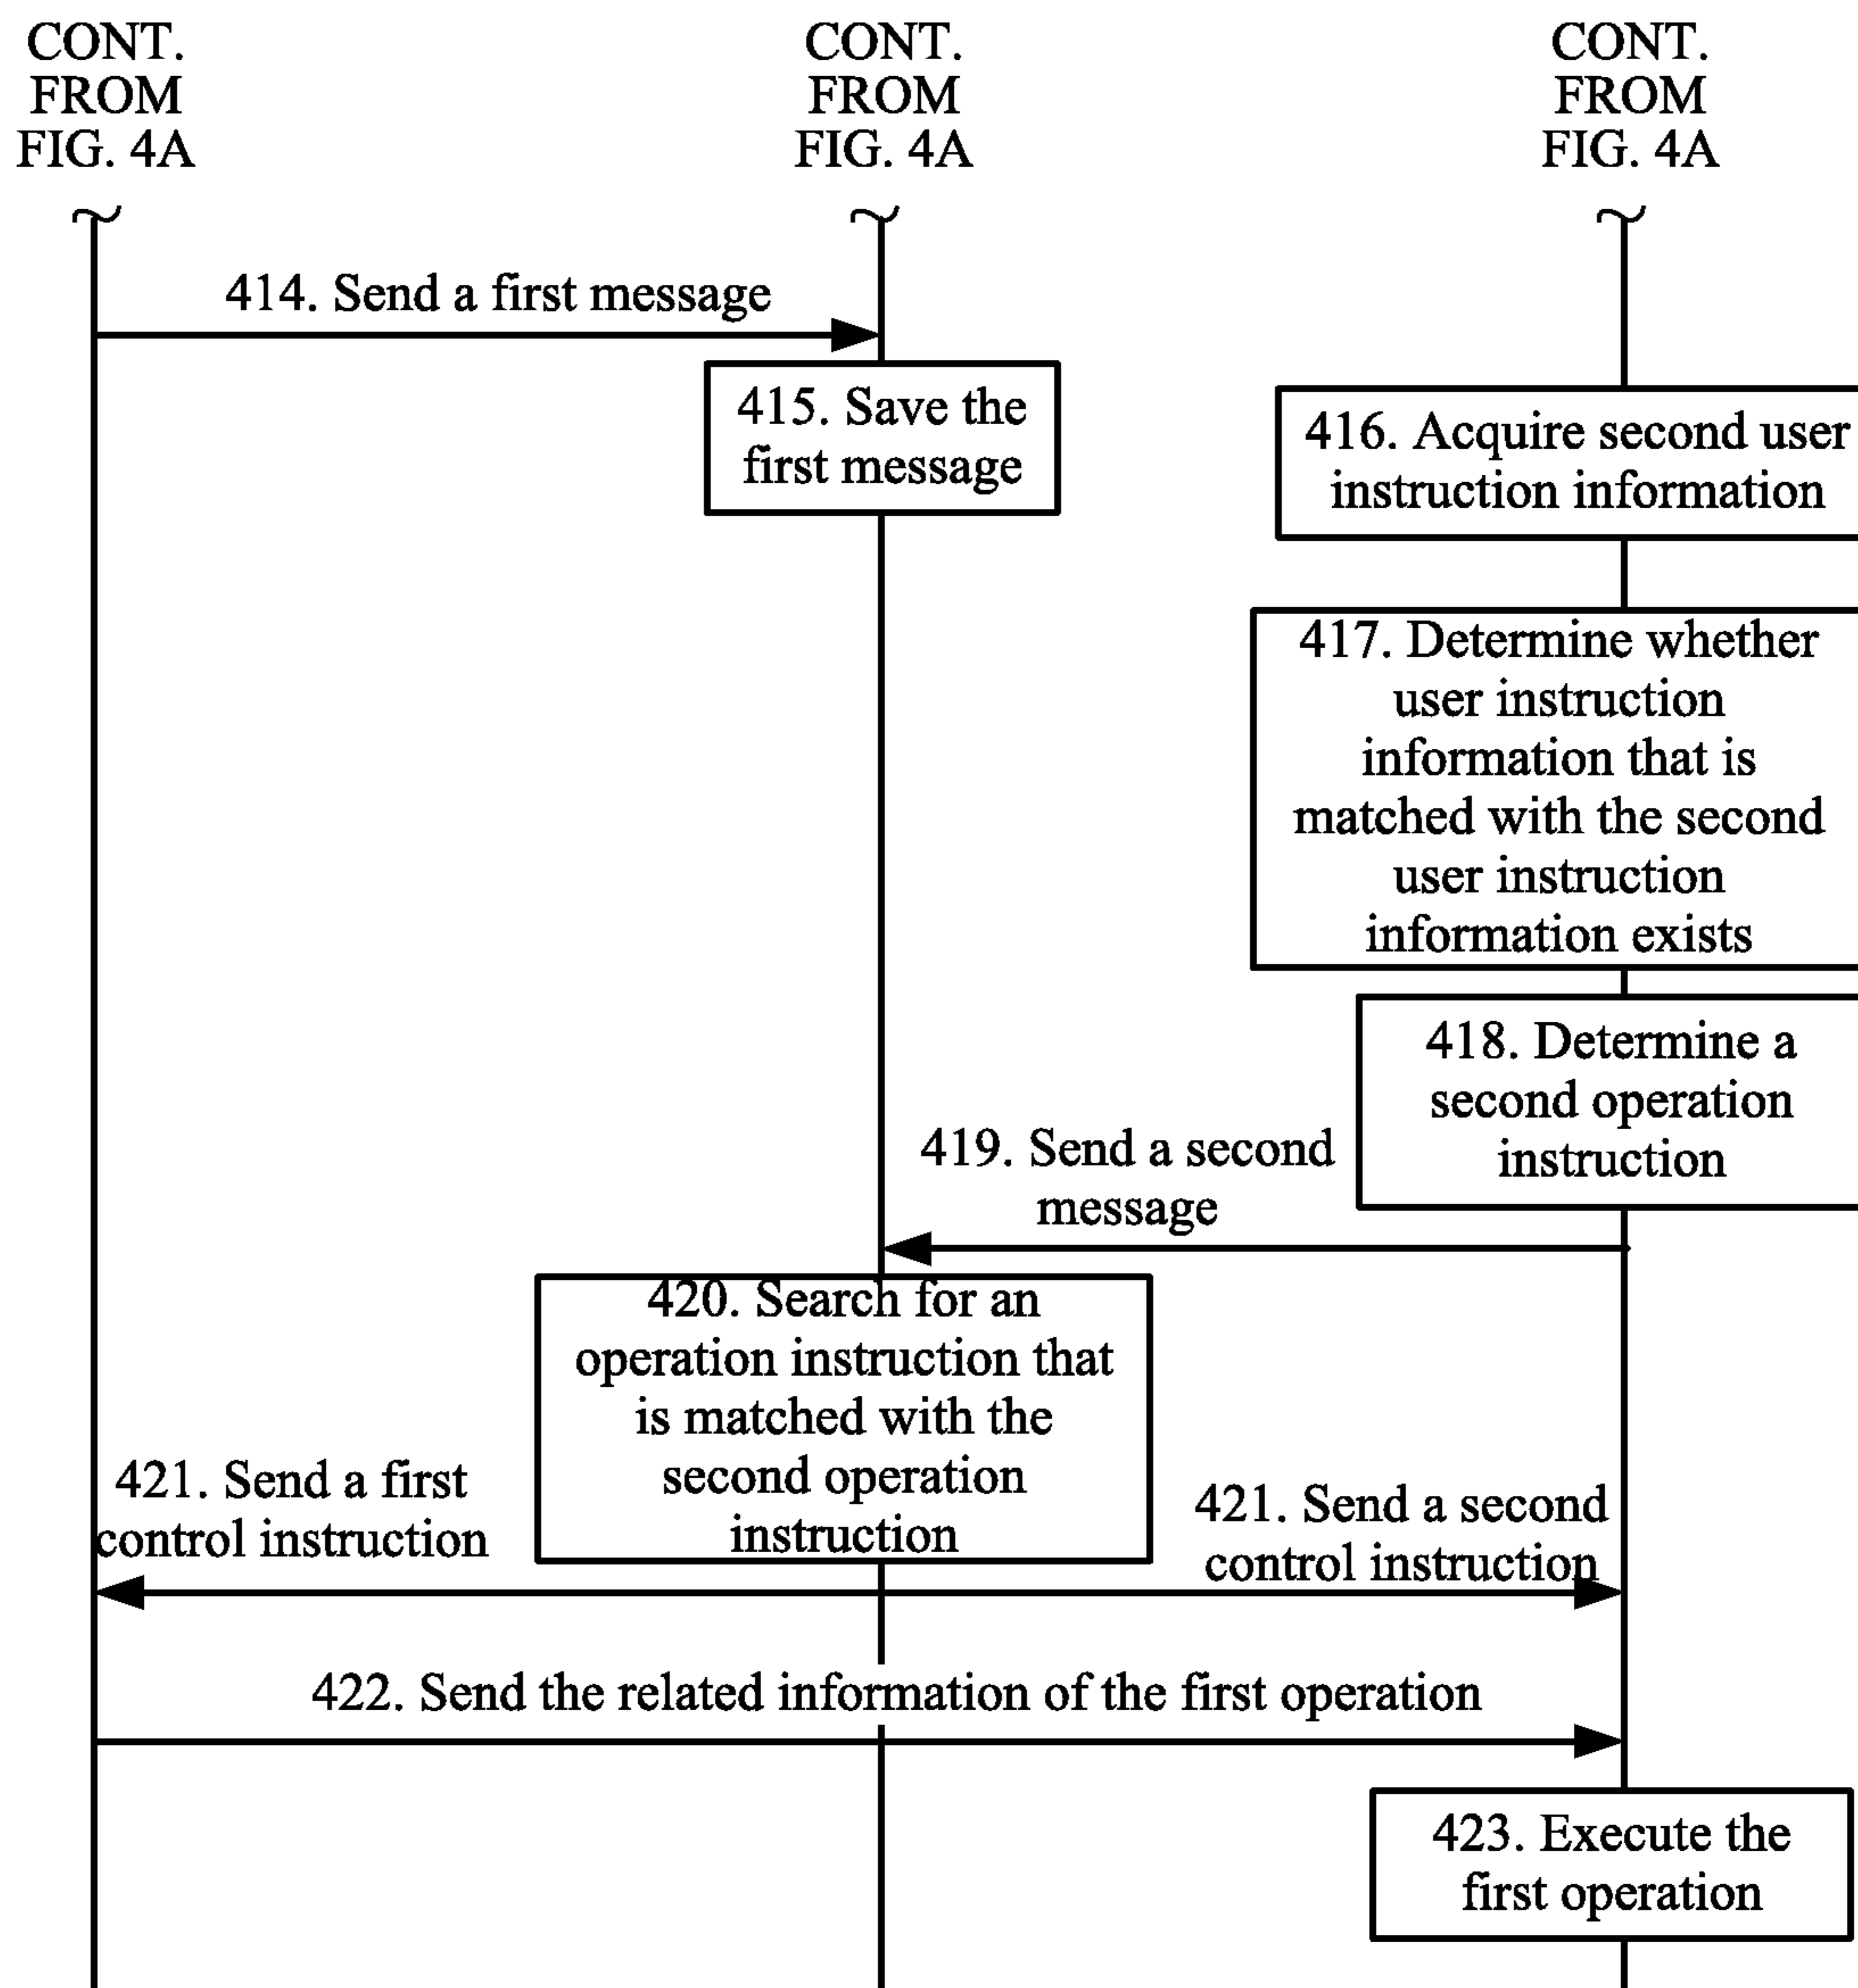 CONT.
FROM
FIG. 4A
CONT.
FROM
FIG. 4A
CONT.
FROM
FIG. 4A
414. Send a first message
415. Save the
first message
416. Acquire second user
instruction information
417. Determine whether
user instruction
information that is
matched with the second
user instruction
information exists
418. Determine a
second operation
instruction
419. Send a second
message
420. Search for an
operation instruction that
is matched with the
second operation
instruction
421. Send a first
control instruction
421. Send a second
control instruction
422. Send the related information of the first operation
423. Execute the
first operation